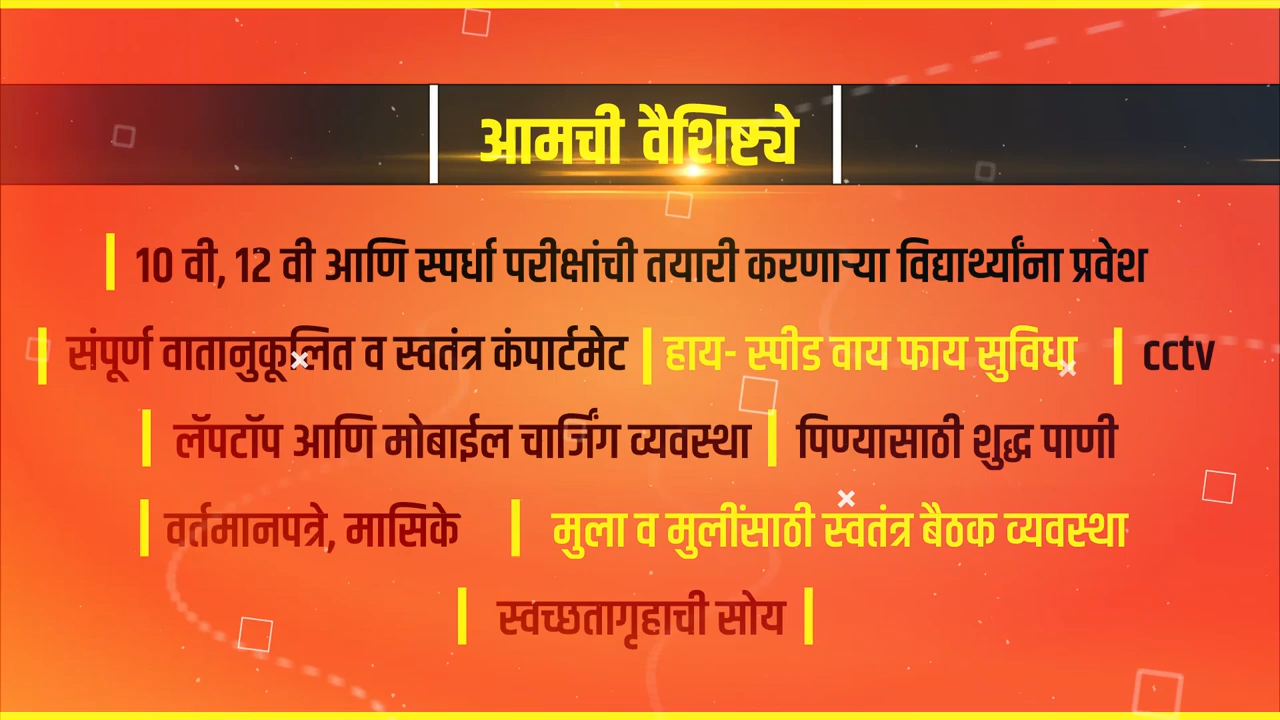 आमची वैशिष्ट्ये
10 वी, 12 वी आणि स्पर्धा परीक्षांची तयारी करणाऱ्या विद्यार्थ्यांना प्रवेश
संपूर्ण वातानुकूलित व स्वतंत्र कंपार्टमेट | हाय- स्पीड वाय फाय सुविधा | cctv
लॅपटॉप आणि मोबाईल चार्जिंग व्यवस्था | पिण्यासाठी शुद्ध पाणी
वर्तमानपत्रे, मासिके | मुला व मुलींसाठी स्वतंत्र बैठक व्यवस्था
स्वच्छतागृहाची सोय